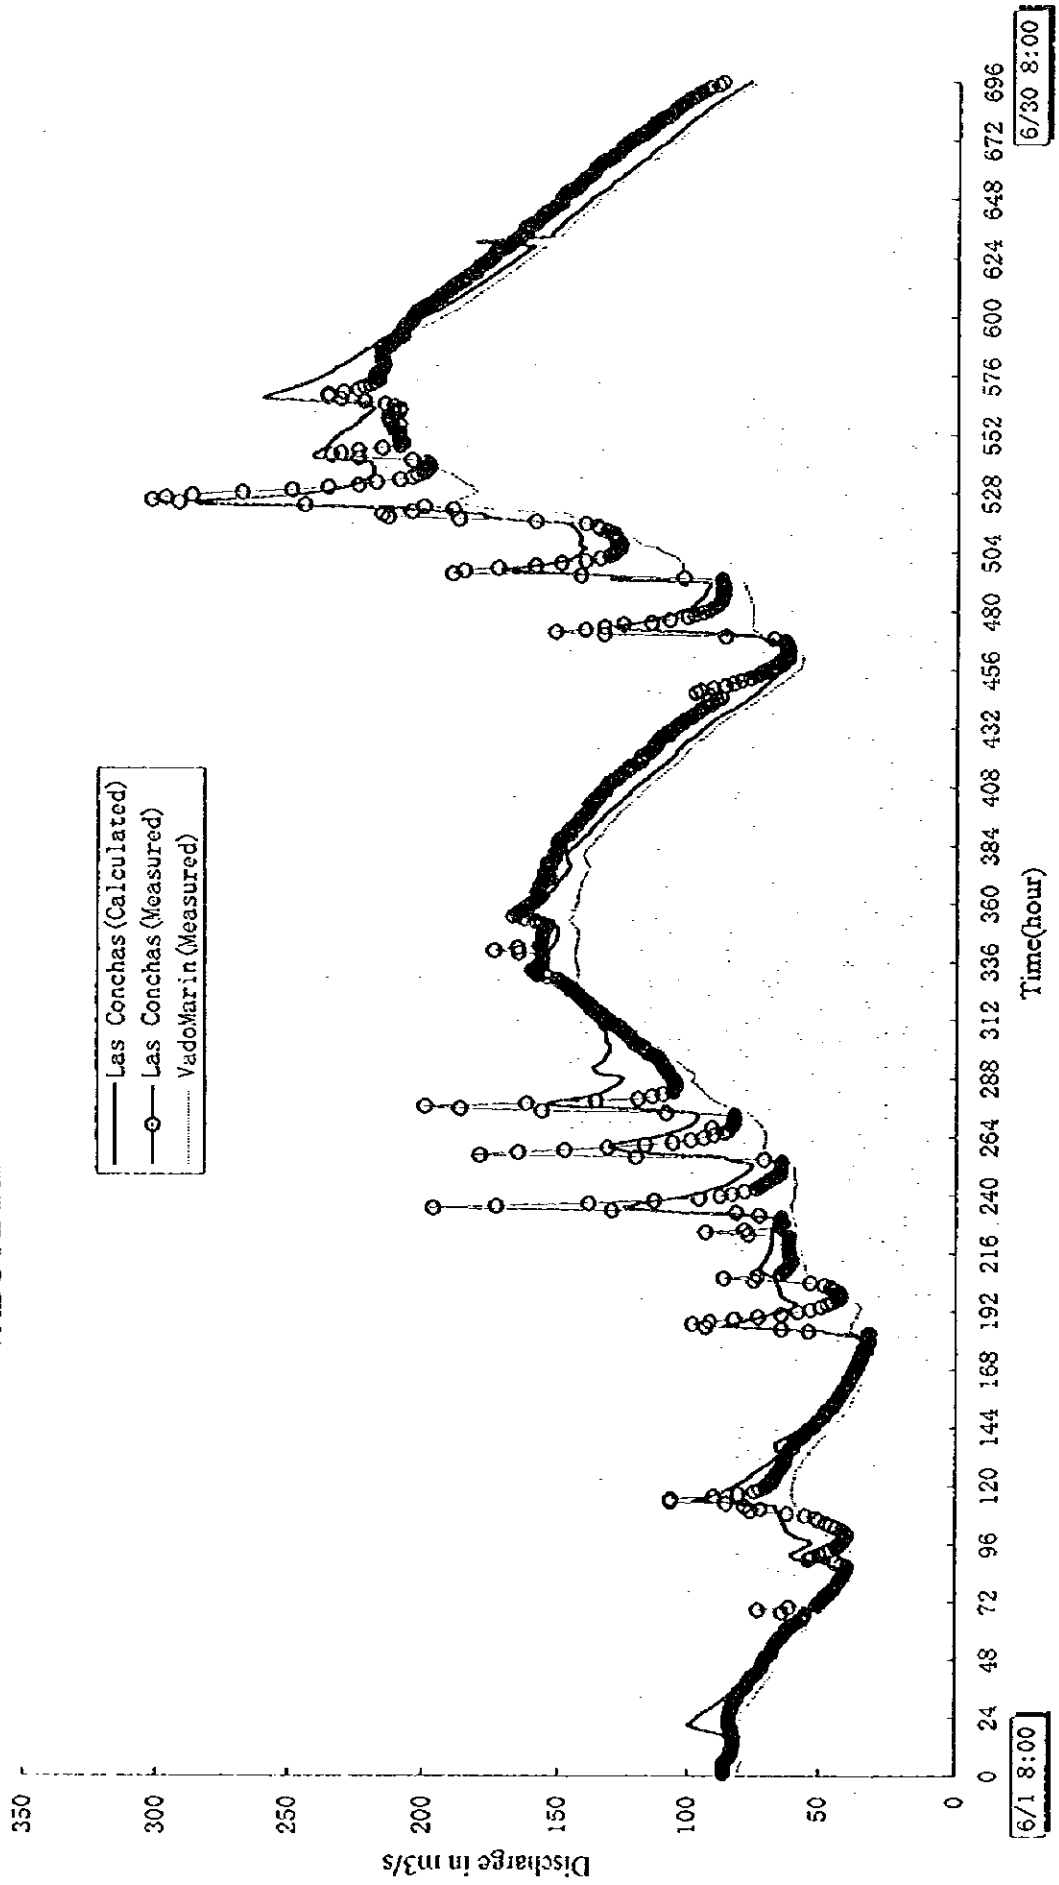 Las Conchas(Calculated)
Las Conchas(Measured)
VadoMarin(Measured)
Discharge in m3/s
350
300
250
200
150
100
50
0
0 24 48 72 96 120 144 168 192 216 240 264 288 312 336 360 384 408 432 456 480 504 528 552 576 600 624 648 672 696
Time(hour)
6/1 8:00
6/30 8:00